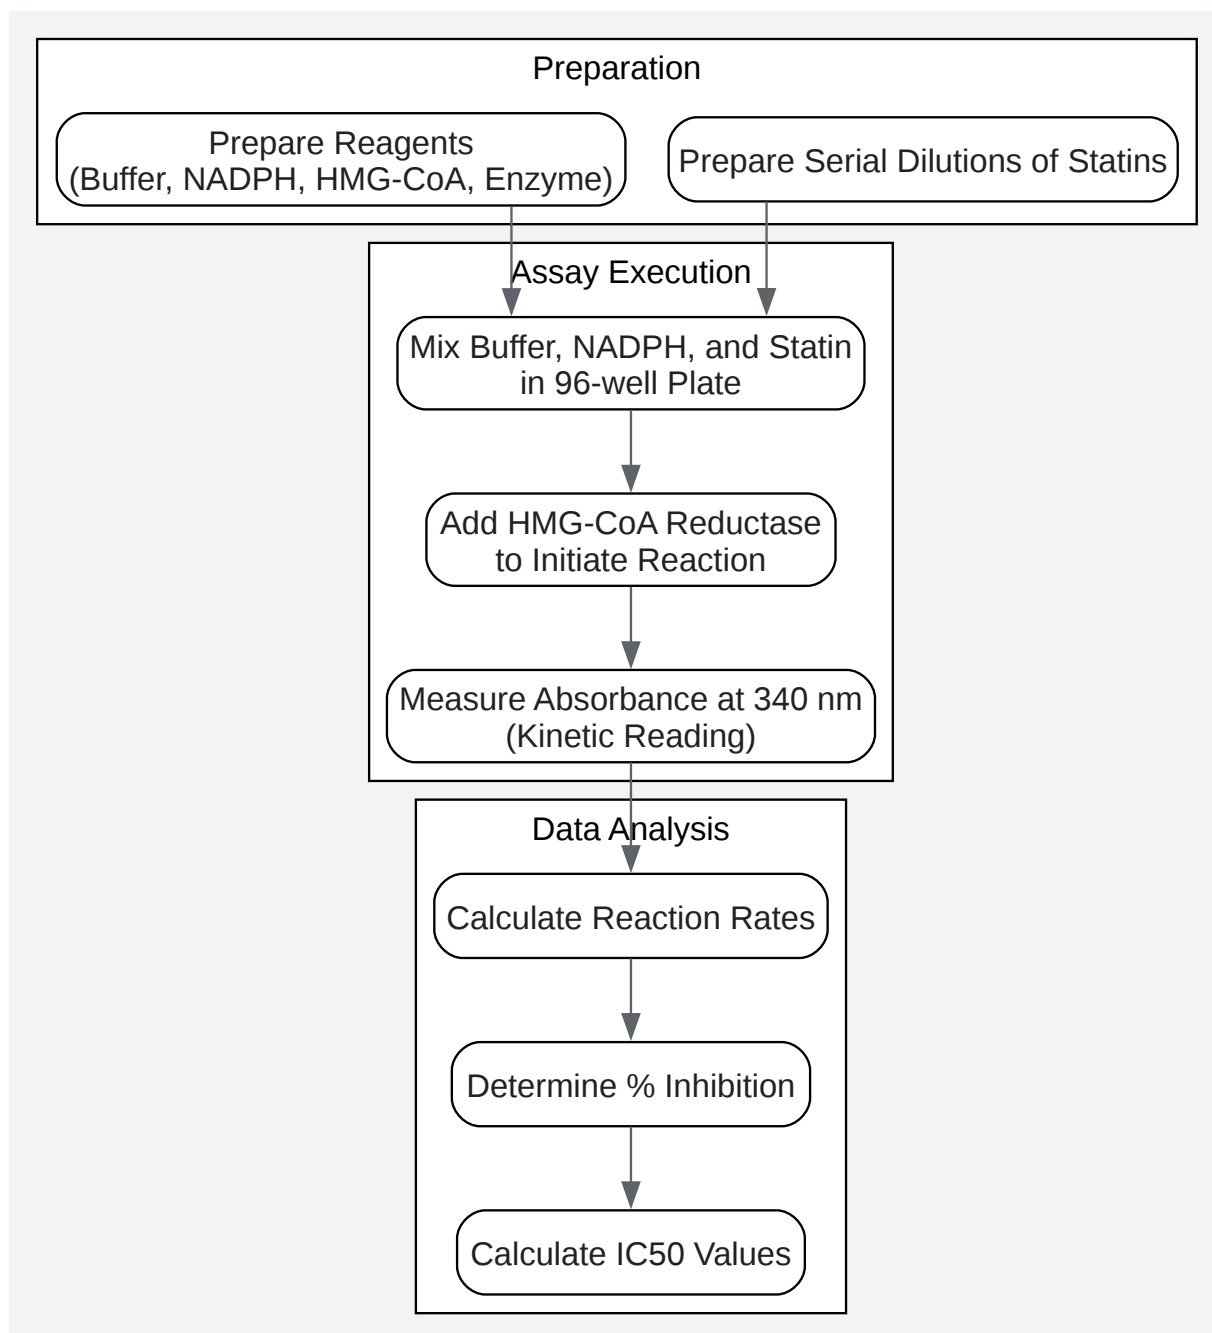 Preparation
Prepare Reagents
(Buffer, NADPH, HMG-CoA, Enzyme)
Prepare Serial Dilutions of Statins
Assay Execution
Mix Buffer, NADPH, and Statin
in 96-well Plate
Add HMG-CoA Reductase
to Initiate Reaction
Measure Absorbance at 340 nm
(Kinetic Reading)
Data Analysis
Calculate Reaction Rates
Determine % Inhibition
Calculate IC50 Values